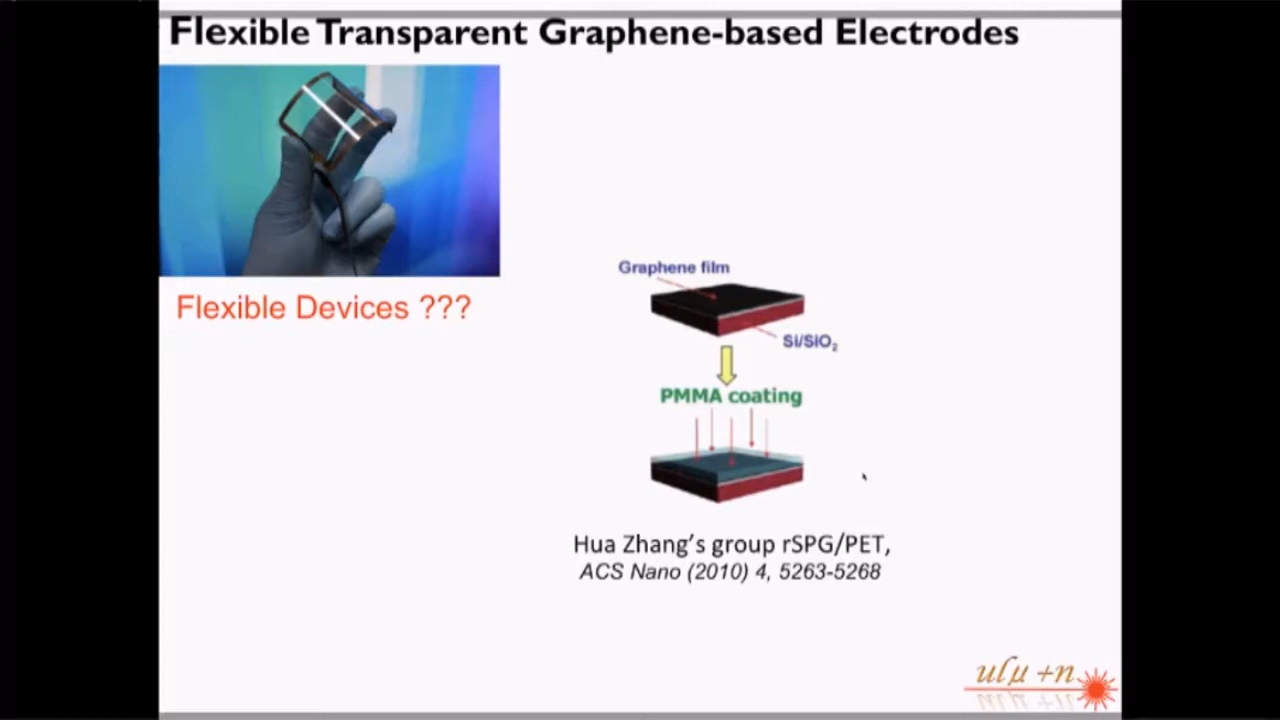 Flexible Transparent Graphene-based Electrodes
Flexible Devices ???
Graphene film
Si/SiO₂
PMMA coating
Hua Zhang’s group rSPG/PET,
ACS Nano (2010) 4, 5263-5268
ulμ +n